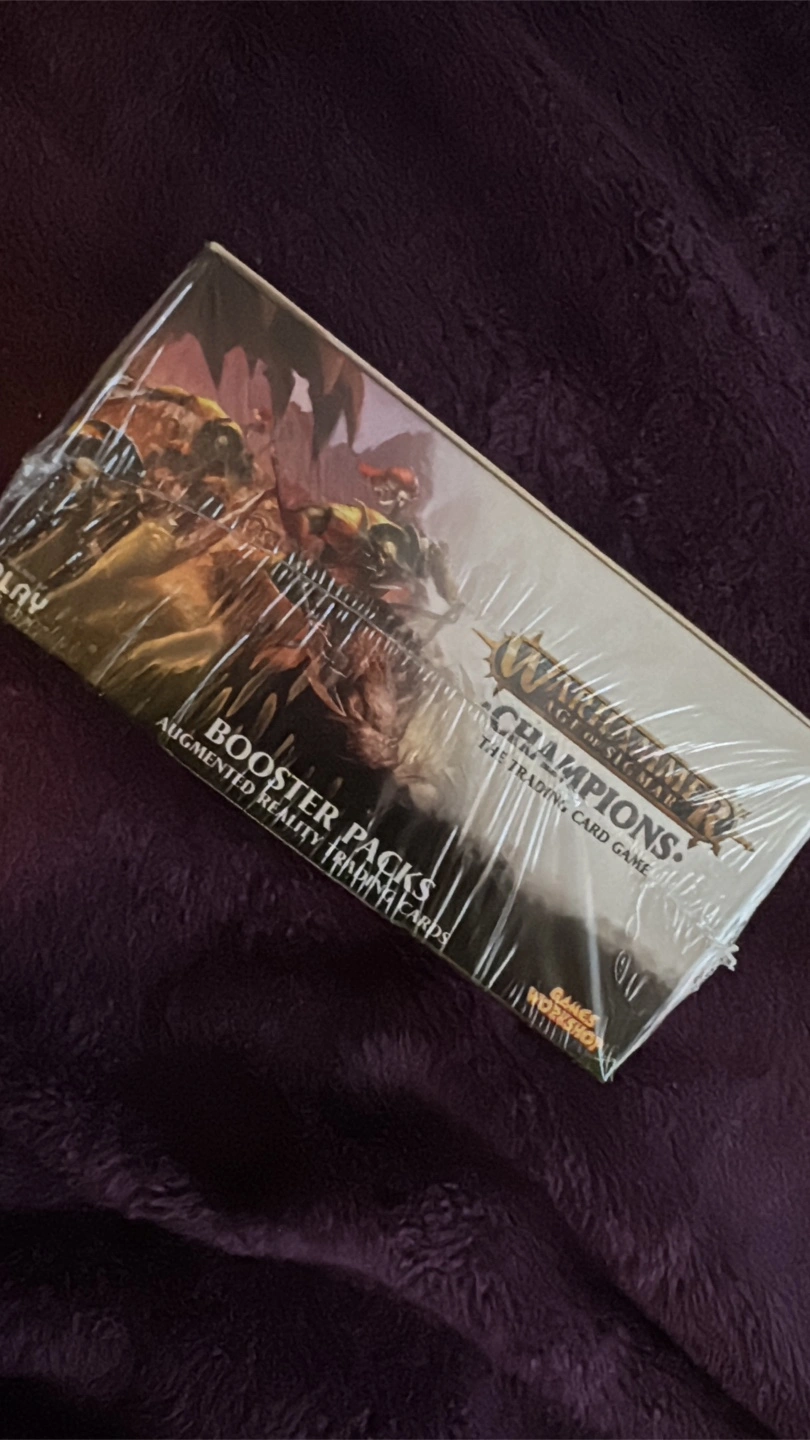 PLAY
WARHAMMER
AGE OF SIGMAR
·CHAMPIONS·
THE TRADING CARD GAME
BOOSTER PACKS
AUGMENTED REALITY TRADING CARDS
GAMES
WORKSHOP